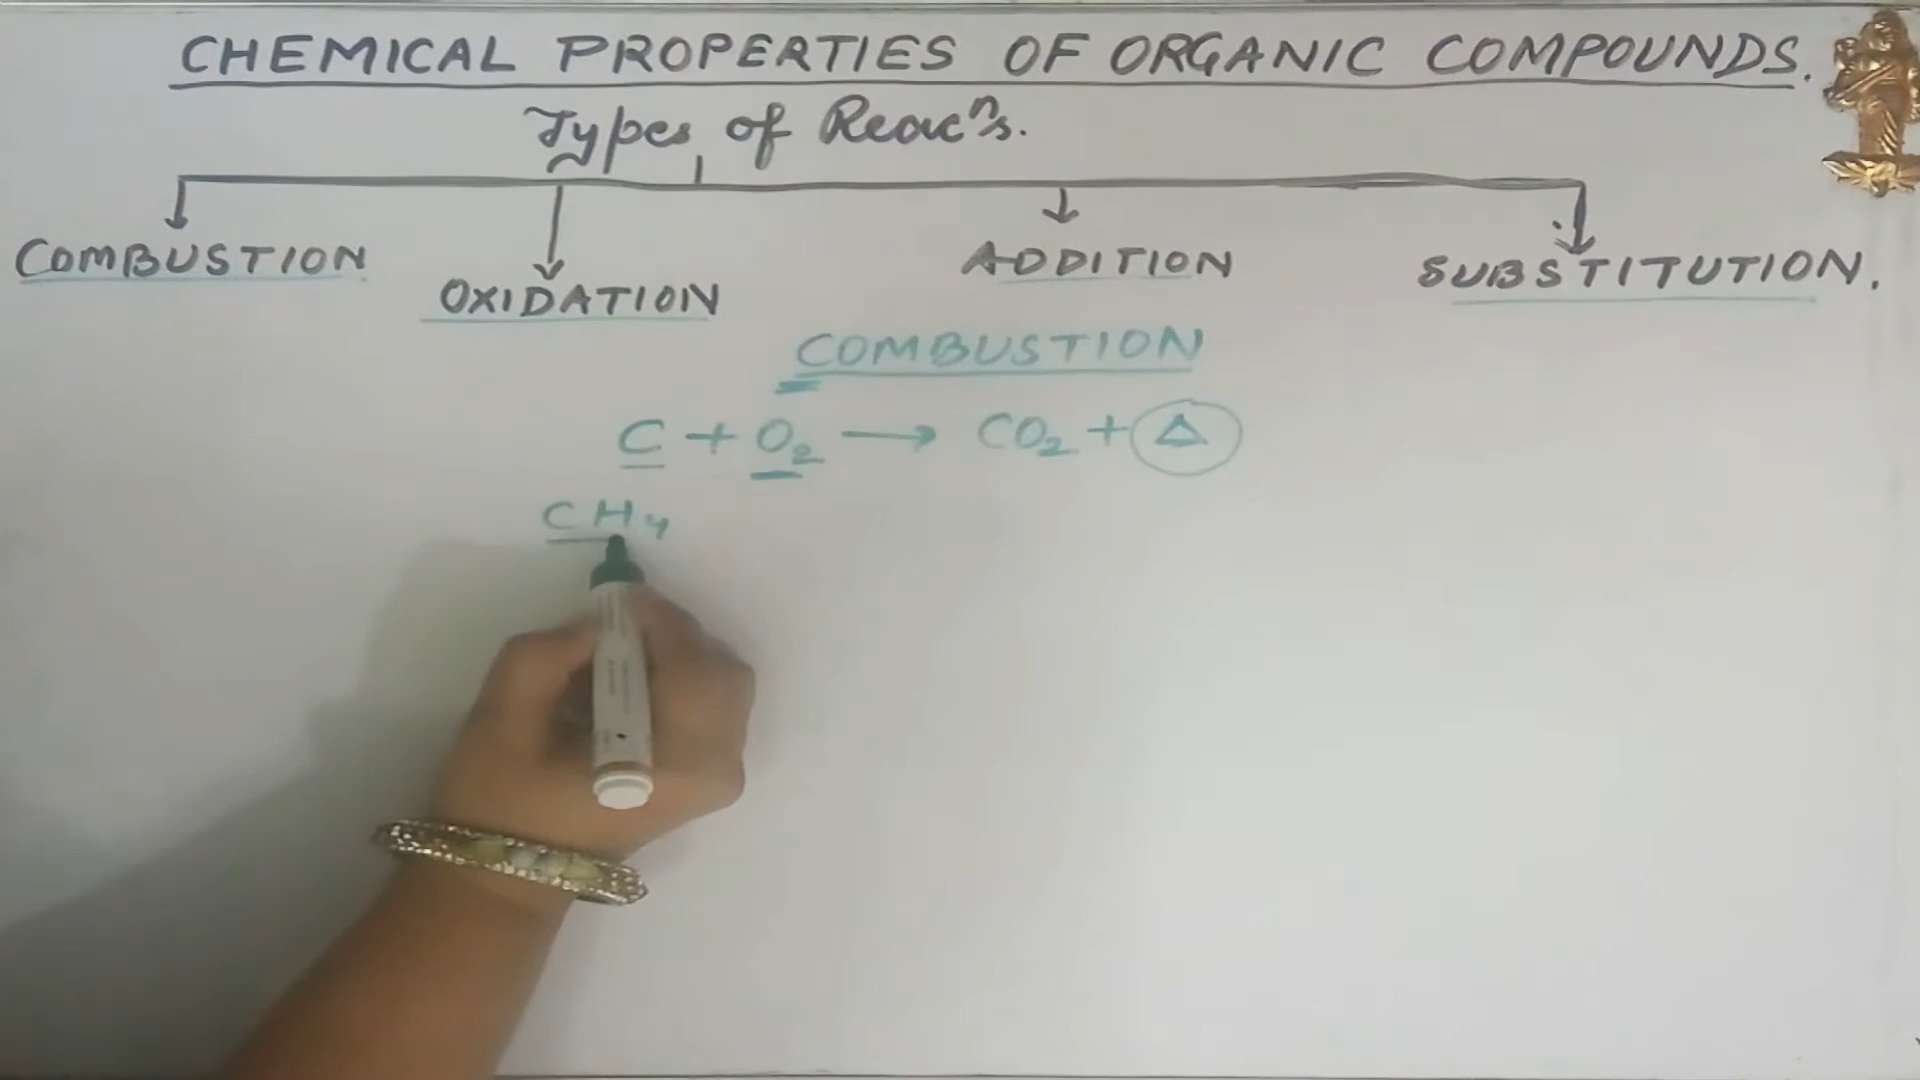 CHEMICAL PROPERTIES OF ORGANIC COMPOUNDS.
Types of Reacⁿs.
COMBUSTION
OXIDATION
ADDITION
SUBSTITUTION.
COMBUSTION
C + O₂ → CO₂ + Δ
CH₄